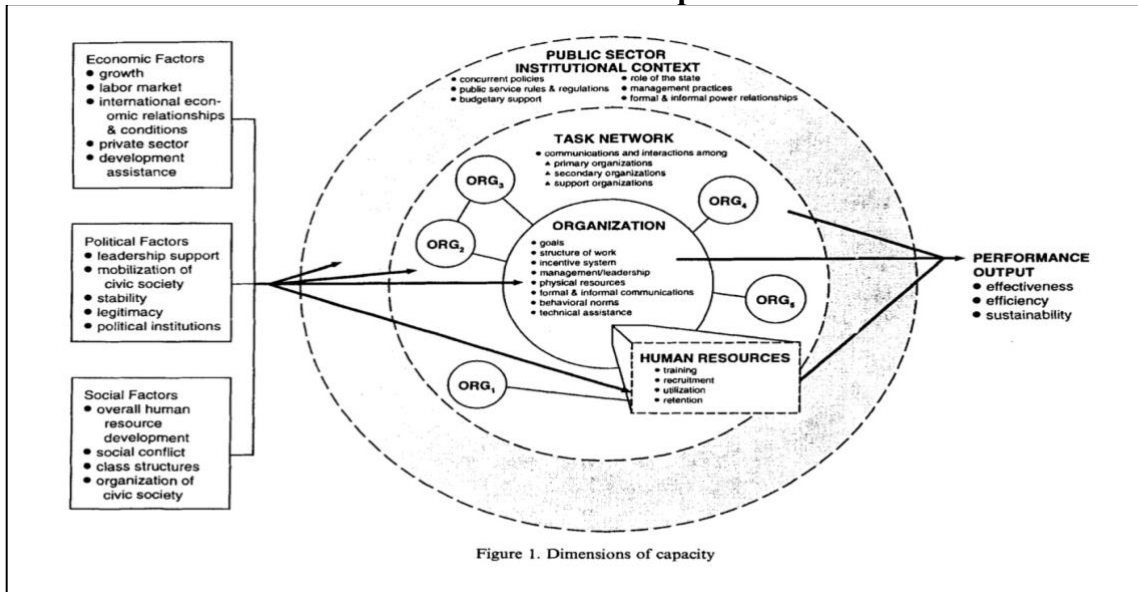 Economic Factors
● growth
● labor market
● international econ-
omic relationships
& conditions
● private sector
● development
assistance
Political Factors
● leadership support
● mobilization of
civic society
● stability
● legitimacy
● political institutions
Social Factors
● overall human
resource
development
● social conflict
● class structures
● organization of
civic society
PUBLIC SECTOR
INSTITUTIONAL CONTEXT
● concurrent policies
● public service rules & regulations
● budgetary support
● role of the state
● management practices
● formal & informal power relationships
TASK NETWORK
● communications and interactions among
▲ primary organizations
▲ secondary organizations
▲ support organizations
ORG3
ORG2
ORG4
ORG5
ORG1
ORGANIZATION
● goals
● structure of work
● incentive system
● management/leadership
● physical resources
● formal & informal communications
● behavioral norms
● technical assistance
HUMAN RESOURCES
● training
● recruitment
● utilization
● retention
PERFORMANCE
OUTPUT
● effectiveness
● efficiency
● sustainability
Figure 1. Dimensions of capacity